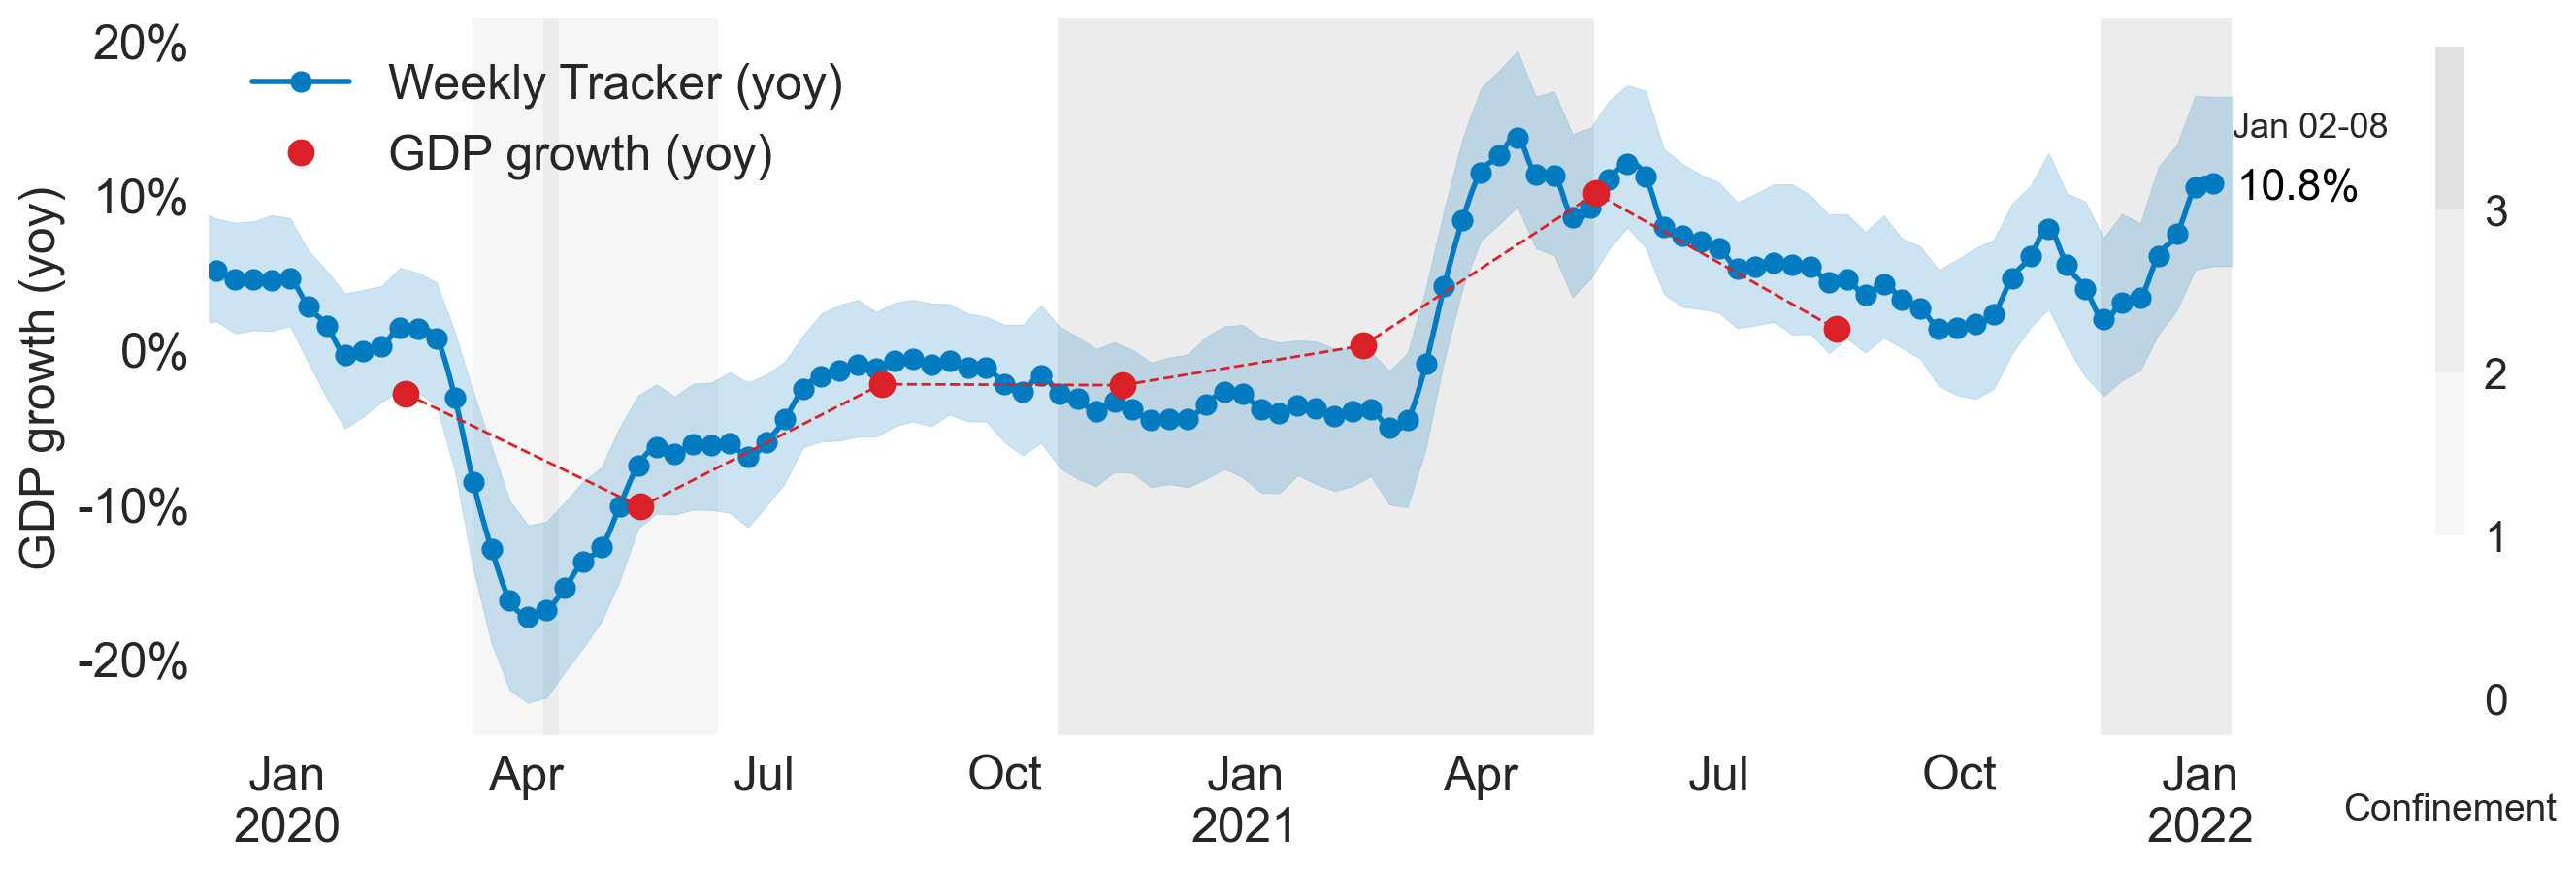 20%
10%
0%
-10%
-20%
GDP growth (yoy)
Weekly Tracker (yoy)
GDP growth (yoy)
Jan 02-08
10.8%
3
2
1
0
Confinement
Jan
2020
Apr
Jul
Oct
Jan
2021
Apr
Jul
Oct
Jan
2022